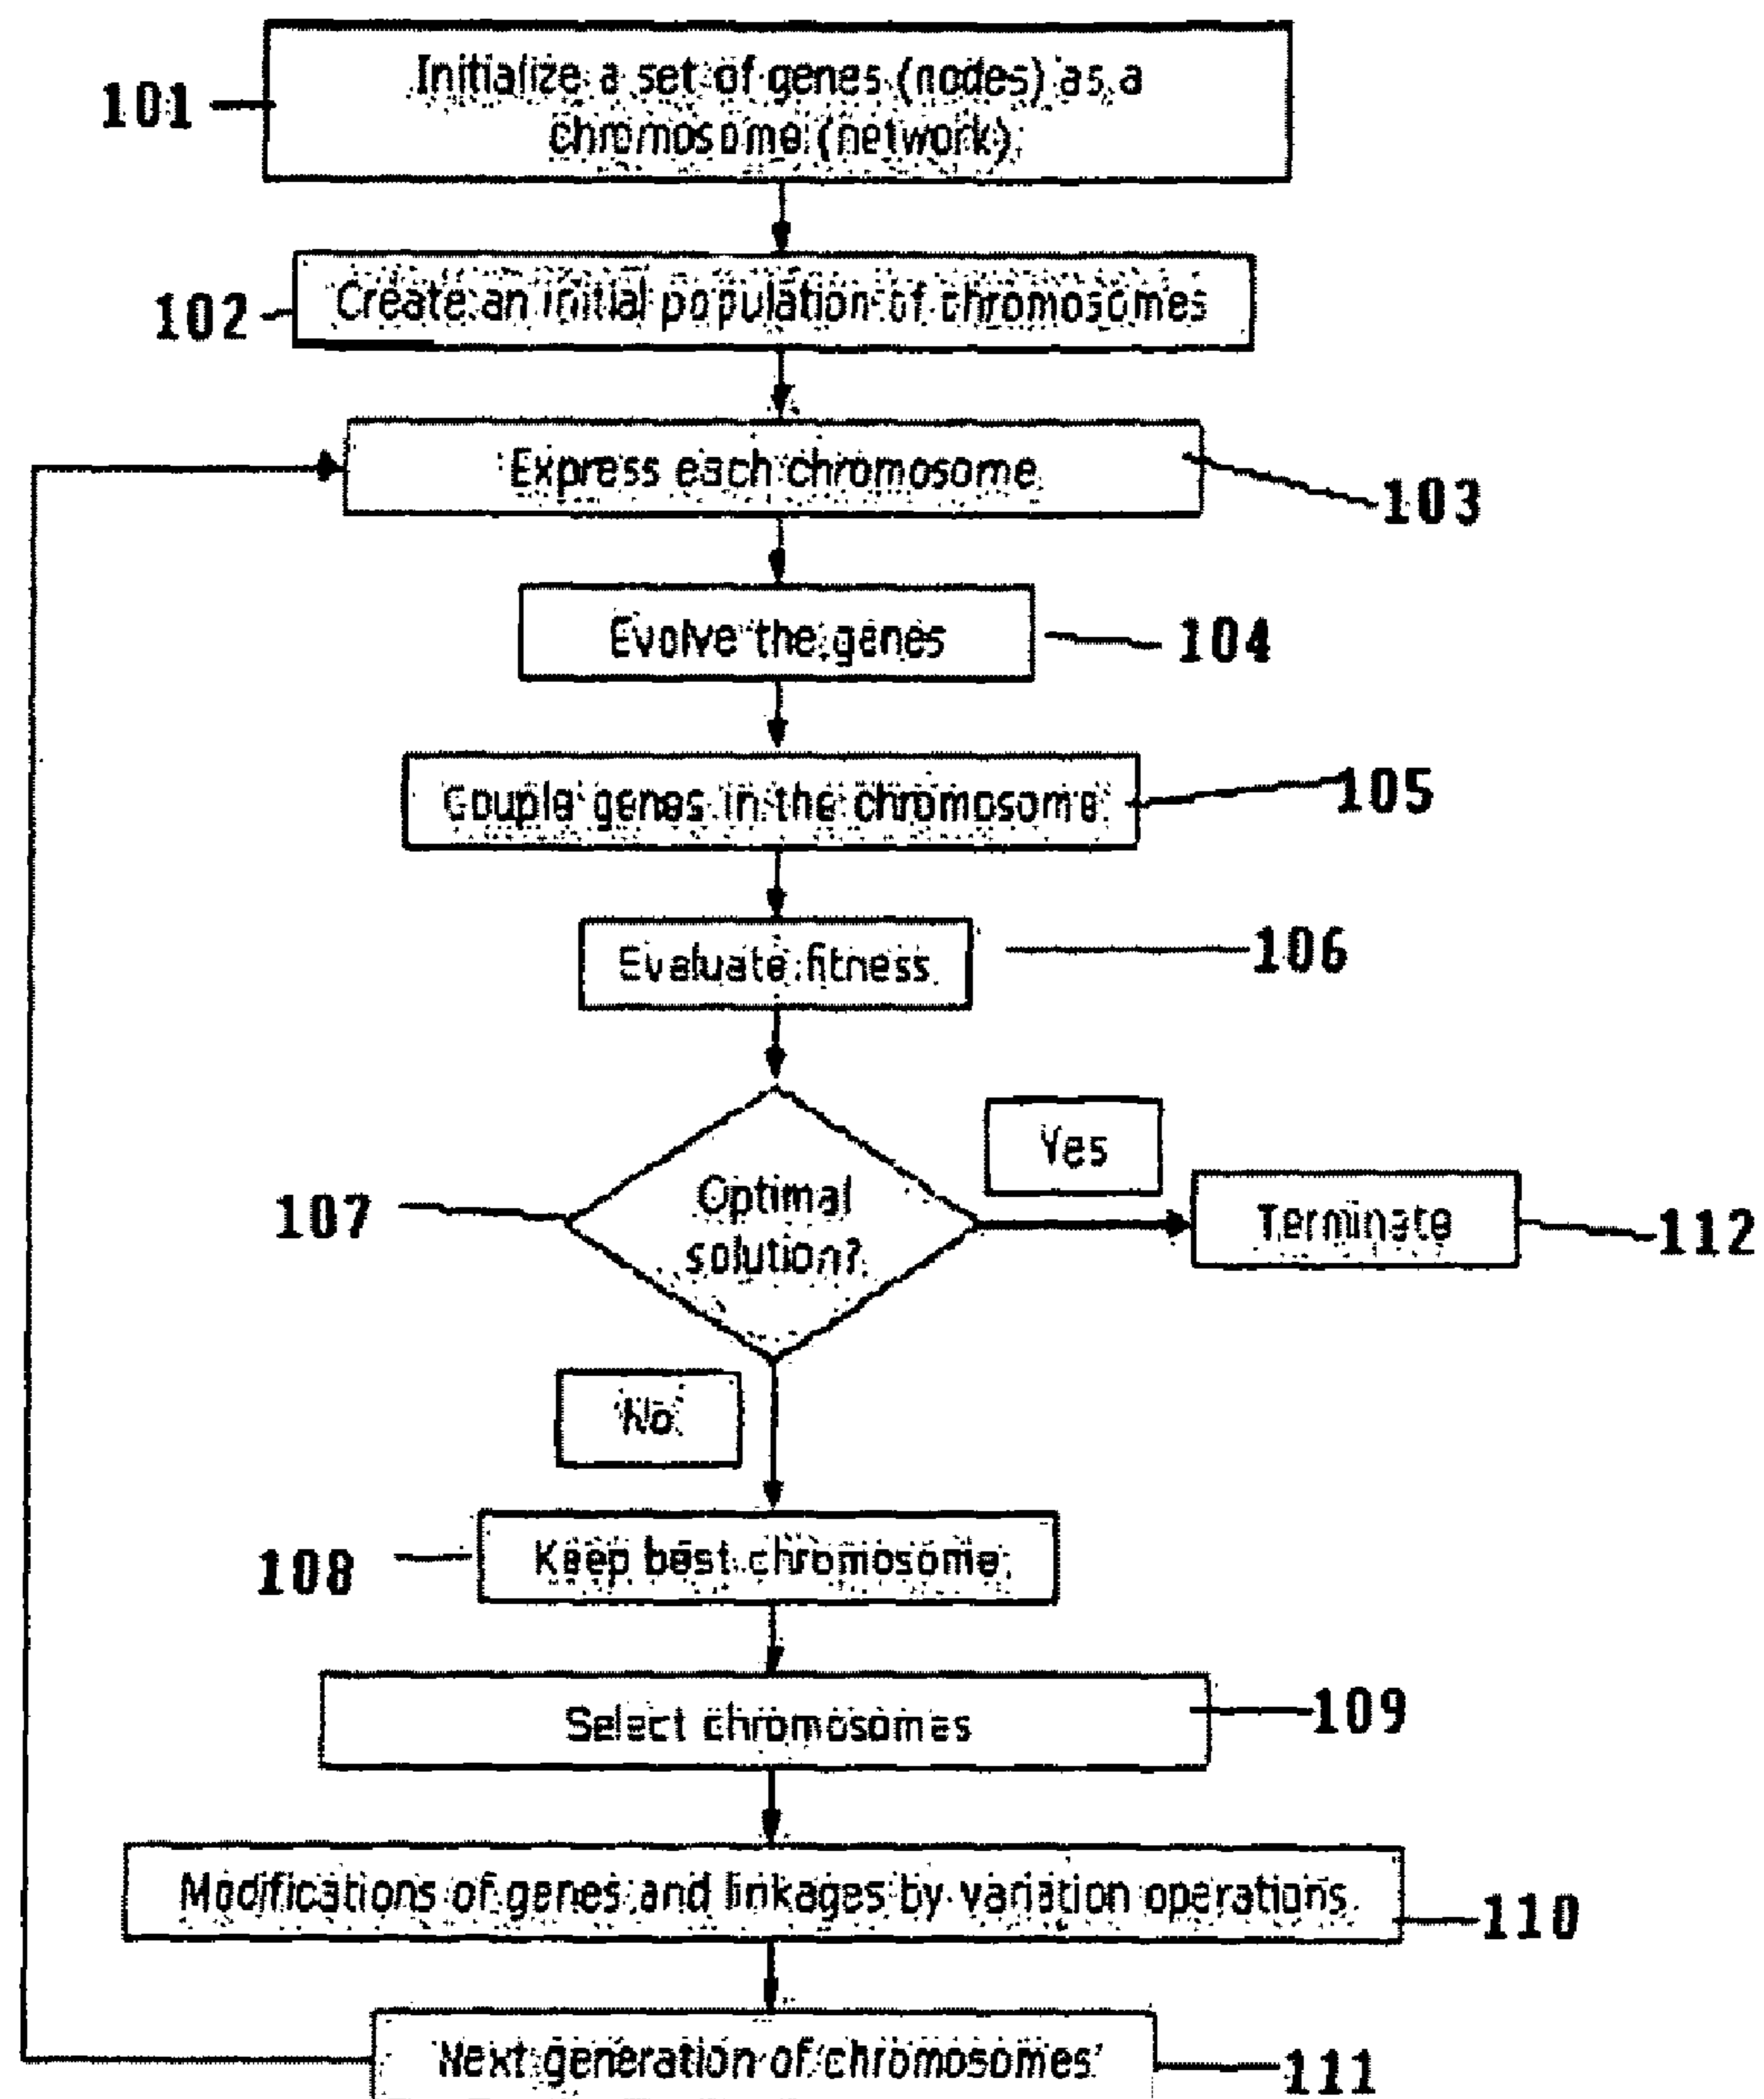 101
Initialize a set of genes (nodes) as a
chromosome (network)
102
Create an initial population of chromosomes
Express each chromosome
103
Evolve the genes
104
Couple genes in the chromosome
105
Evaluate fitness
106
107
Optimal
solution?
Yes
Terminate
112
No
108
Keep best chromosome
Select chromosomes
109
Modifications of genes and linkages by variation operations
110
Next generation of chromosomes
111